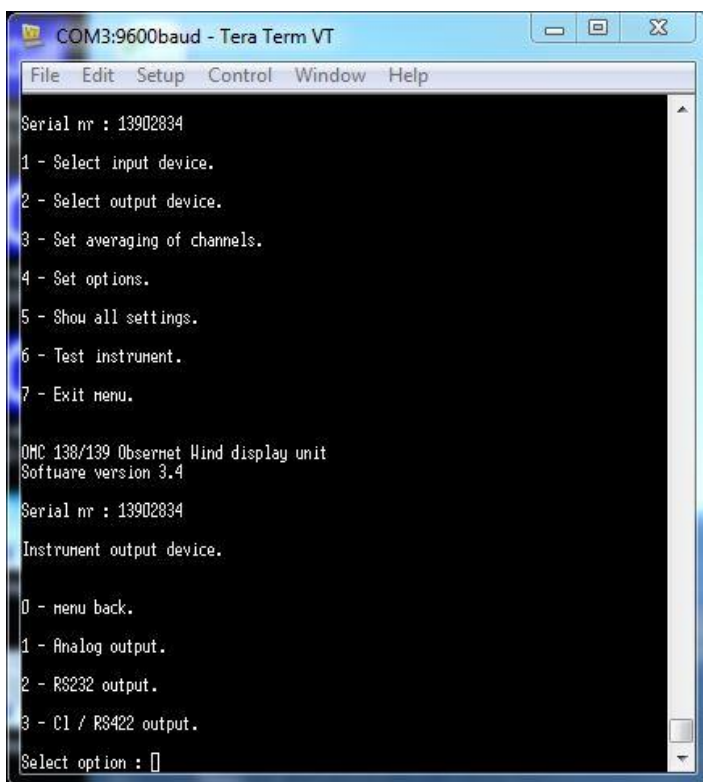 COM3:9600baud - Tera Term VT
File Edit Setup Control Window Help
Serial nr : 13902834
1 - Select input device.
2 - Select output device.
3 - Set averaging of channels.
4 - Set options.
5 - Show all settings.
6 - Test instrument.
7 - Exit menu.
OMC 138/139 Obsermet Wind display unit
Software version 3.4
Serial nr : 13902834
Instrument output device.
0 - menu back.
1 - Analog output.
2 - RS232 output.
3 - Cl / RS422 output.
Select option :